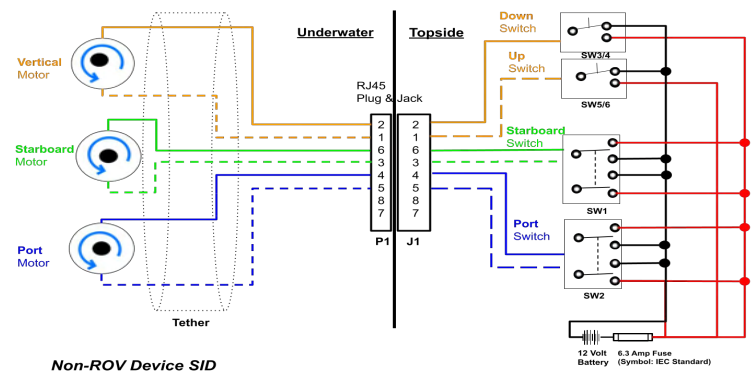 Underwater
Topside
Down
Switch
SW3/4
Up
Switch
SW5/6
Vertical
Motor
RJ45
Plug & Jack
2
1
6
3
4
5
8
7
2
1
6
3
4
5
8
7
P1
J1
Starboard
Motor
Starboard
Switch
SW1
Port
Motor
Port
Switch
SW2
Tether
12 Volt
Battery
6.3 Amp Fuse
(Symbol: IEC Standard)
Non-ROV Device SID